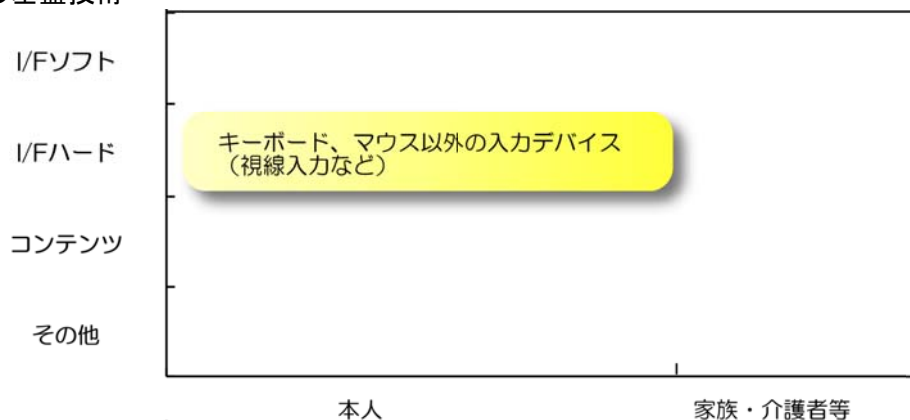 I/Fソフト
I/Fハード
キーボード、マウス以外の入力デバイス
（視線入力など）
コンテンツ
その他
本人
家族・介護者等